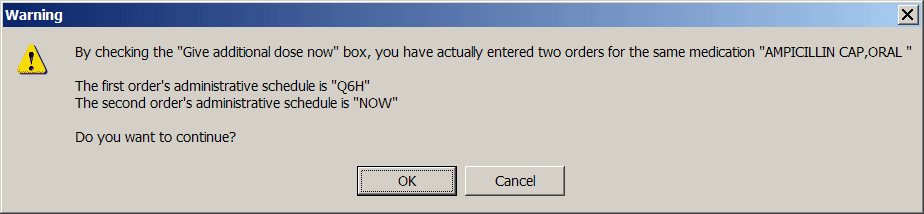 Warning
By checking the "Give additional dose now" box, you have actually entered two orders for the same medication "AMPICILLIN CAP,ORAL "
The first order's administrative schedule is "Q6H"
The second order's administrative schedule is "NOW"
Do you want to continue?
OK
Cancel